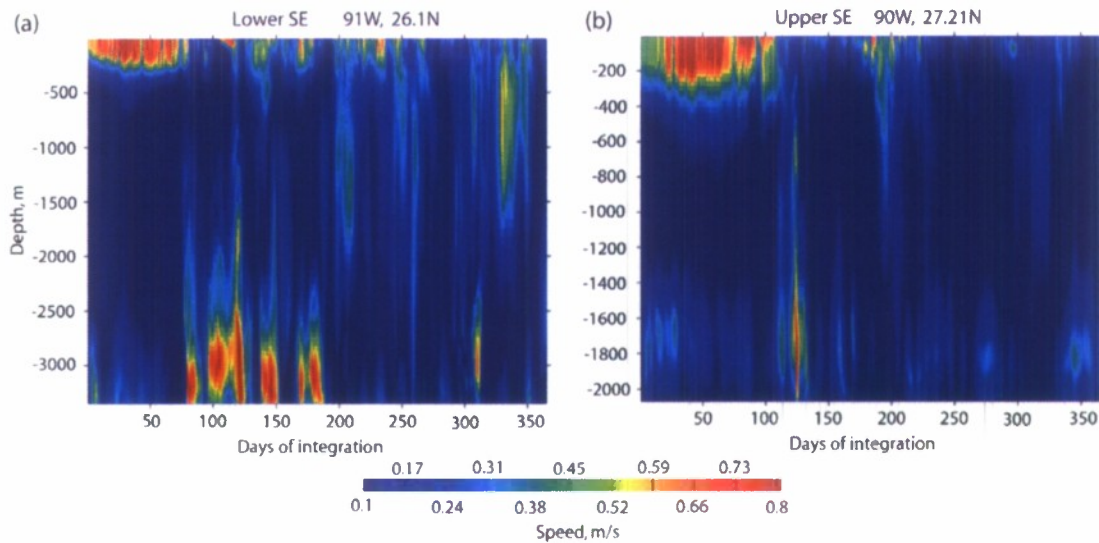 (a) Lower SE 91W, 26.1N
Depth, m
-500
-1000
-1500
-2000
-2500
-3000
50 100 150 200 250 300 350
Days of integration
(b) Upper SE 90W, 27.21N
-200
-400
-600
-800
-1000
-1200
-1400
-1600
-1800
-2000
50 100 150 200 250 300 350
Days of integration
0.17 0.31 0.45 0.59 0.73
0.1 0.24 0.38 0.52 0.66 0.8
Speed, m/s